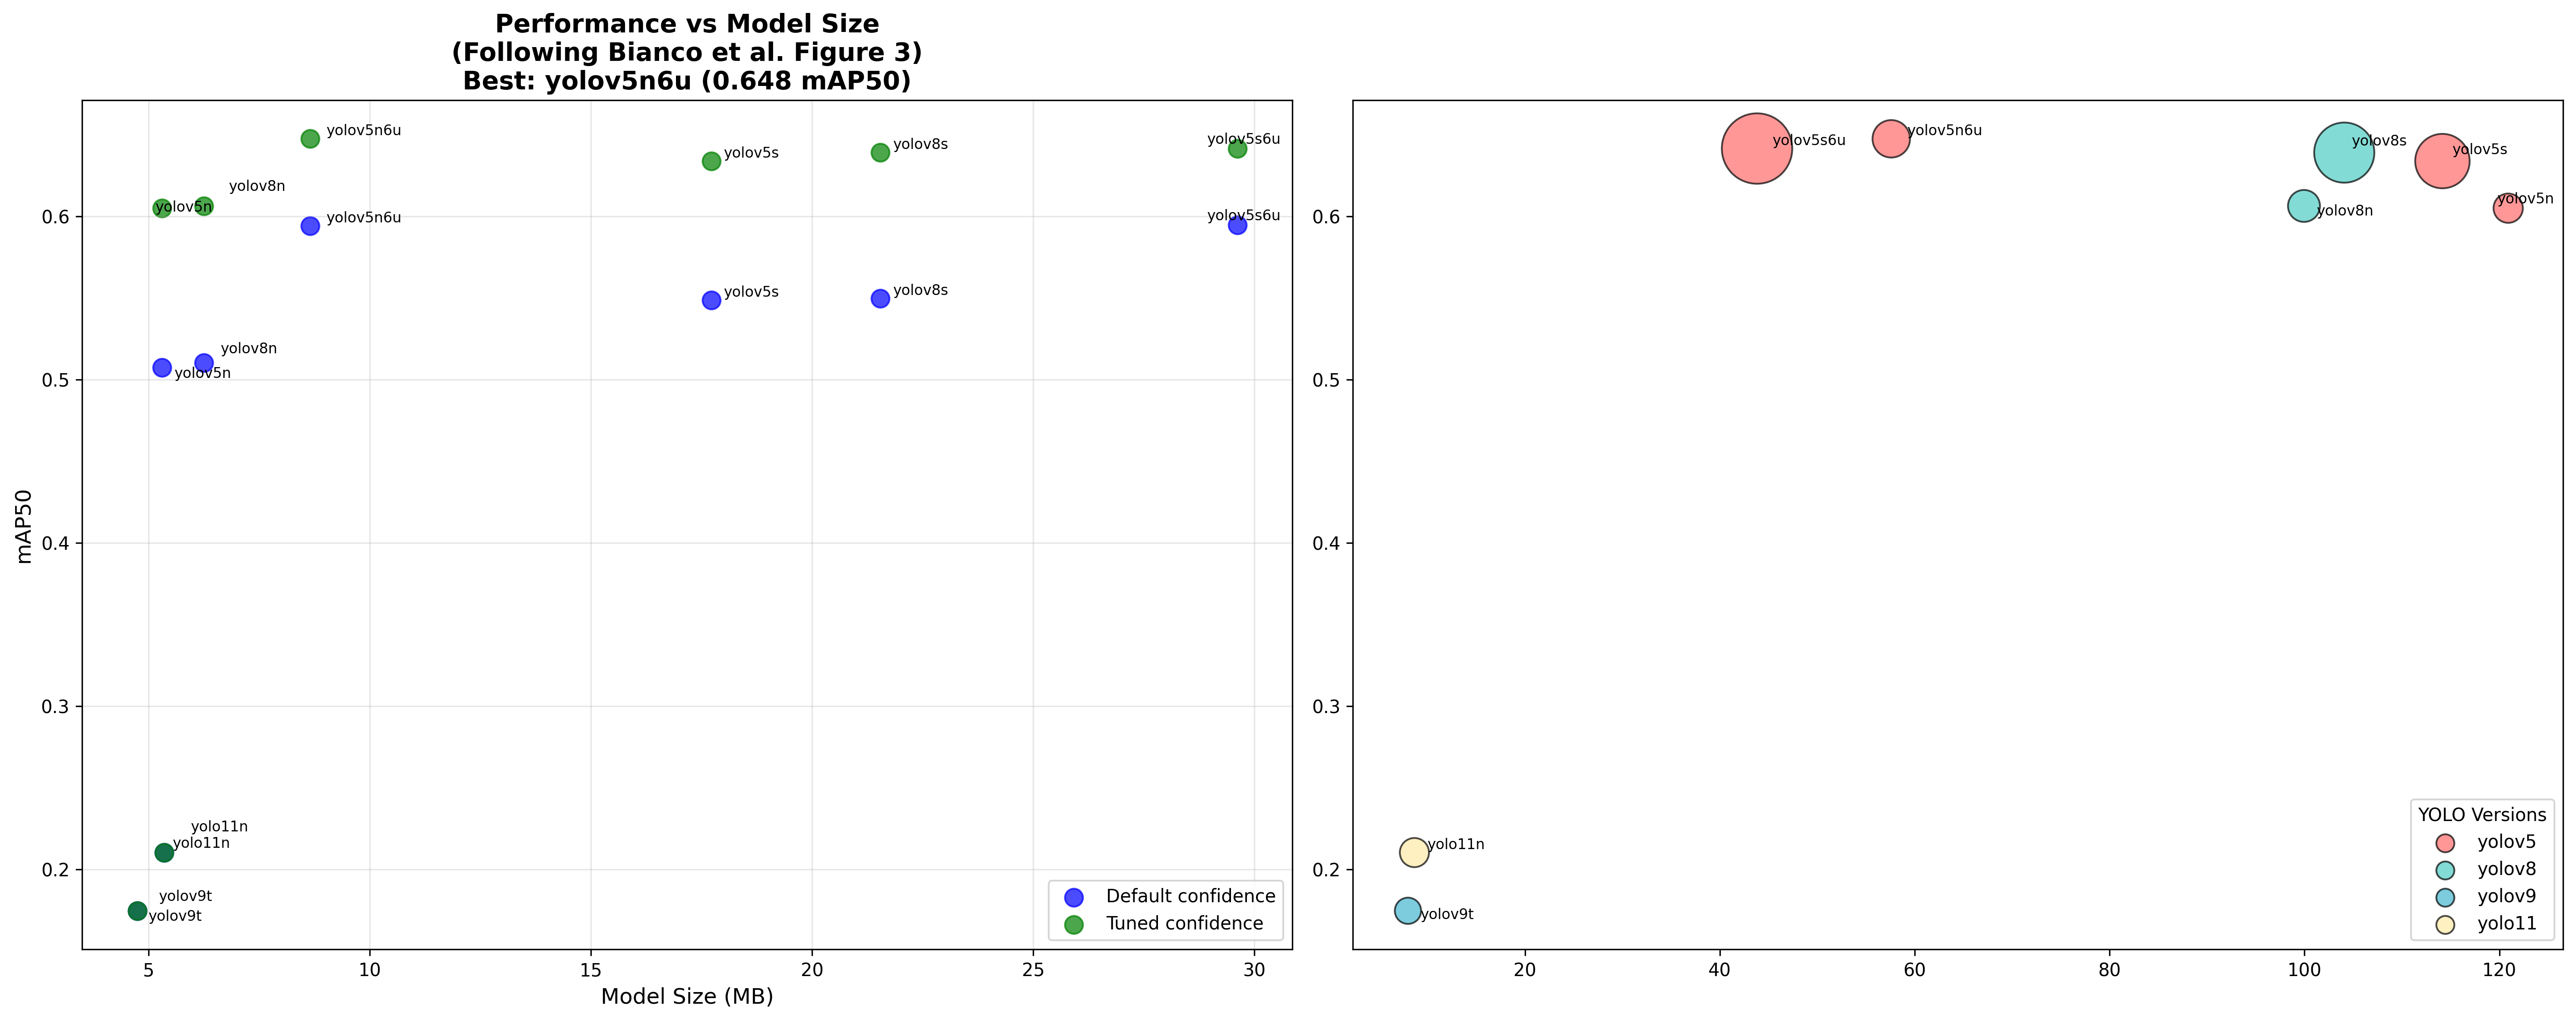 Performance vs Model Size
(Following Bianco et al. Figure 3)
Best: yolov5n6u (0.648 mAP50)
mAP50
0.6
0.5
0.4
0.3
0.2
yolov5n6u
yolov5s
yolov8s
yolov5s6u
yolov8n
yolov5n
yolov5n6u
yolov5s6u
yolov5s
yolov8s
yolov8n
yolov5n
yolo11n
yolo11n
yolov9t
yolov9t
Default confidence
Tuned confidence
5
10
15
20
25
30
Model Size (MB)
0.6
0.5
0.4
0.3
0.2
yolov5s6u
yolov5n6u
yolov8s
yolov5s
yolov5n
yolov8n
yolo11n
yolov9t
YOLO Versions
yolov5
yolov8
yolov9
yolo11
20
40
60
80
100
120